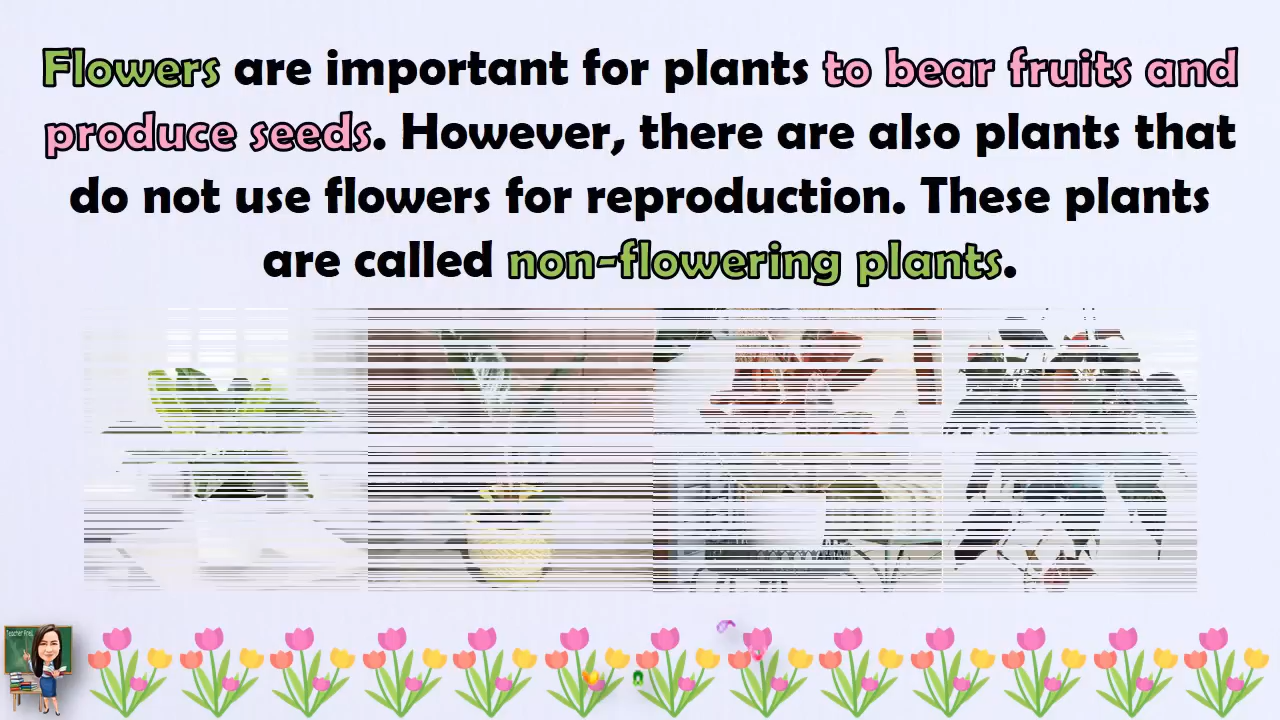 Flowers are important for plants to bear fruits and
produce seeds. However, there are also plants that
do not use flowers for reproduction. These plants
are called non-flowering plants.